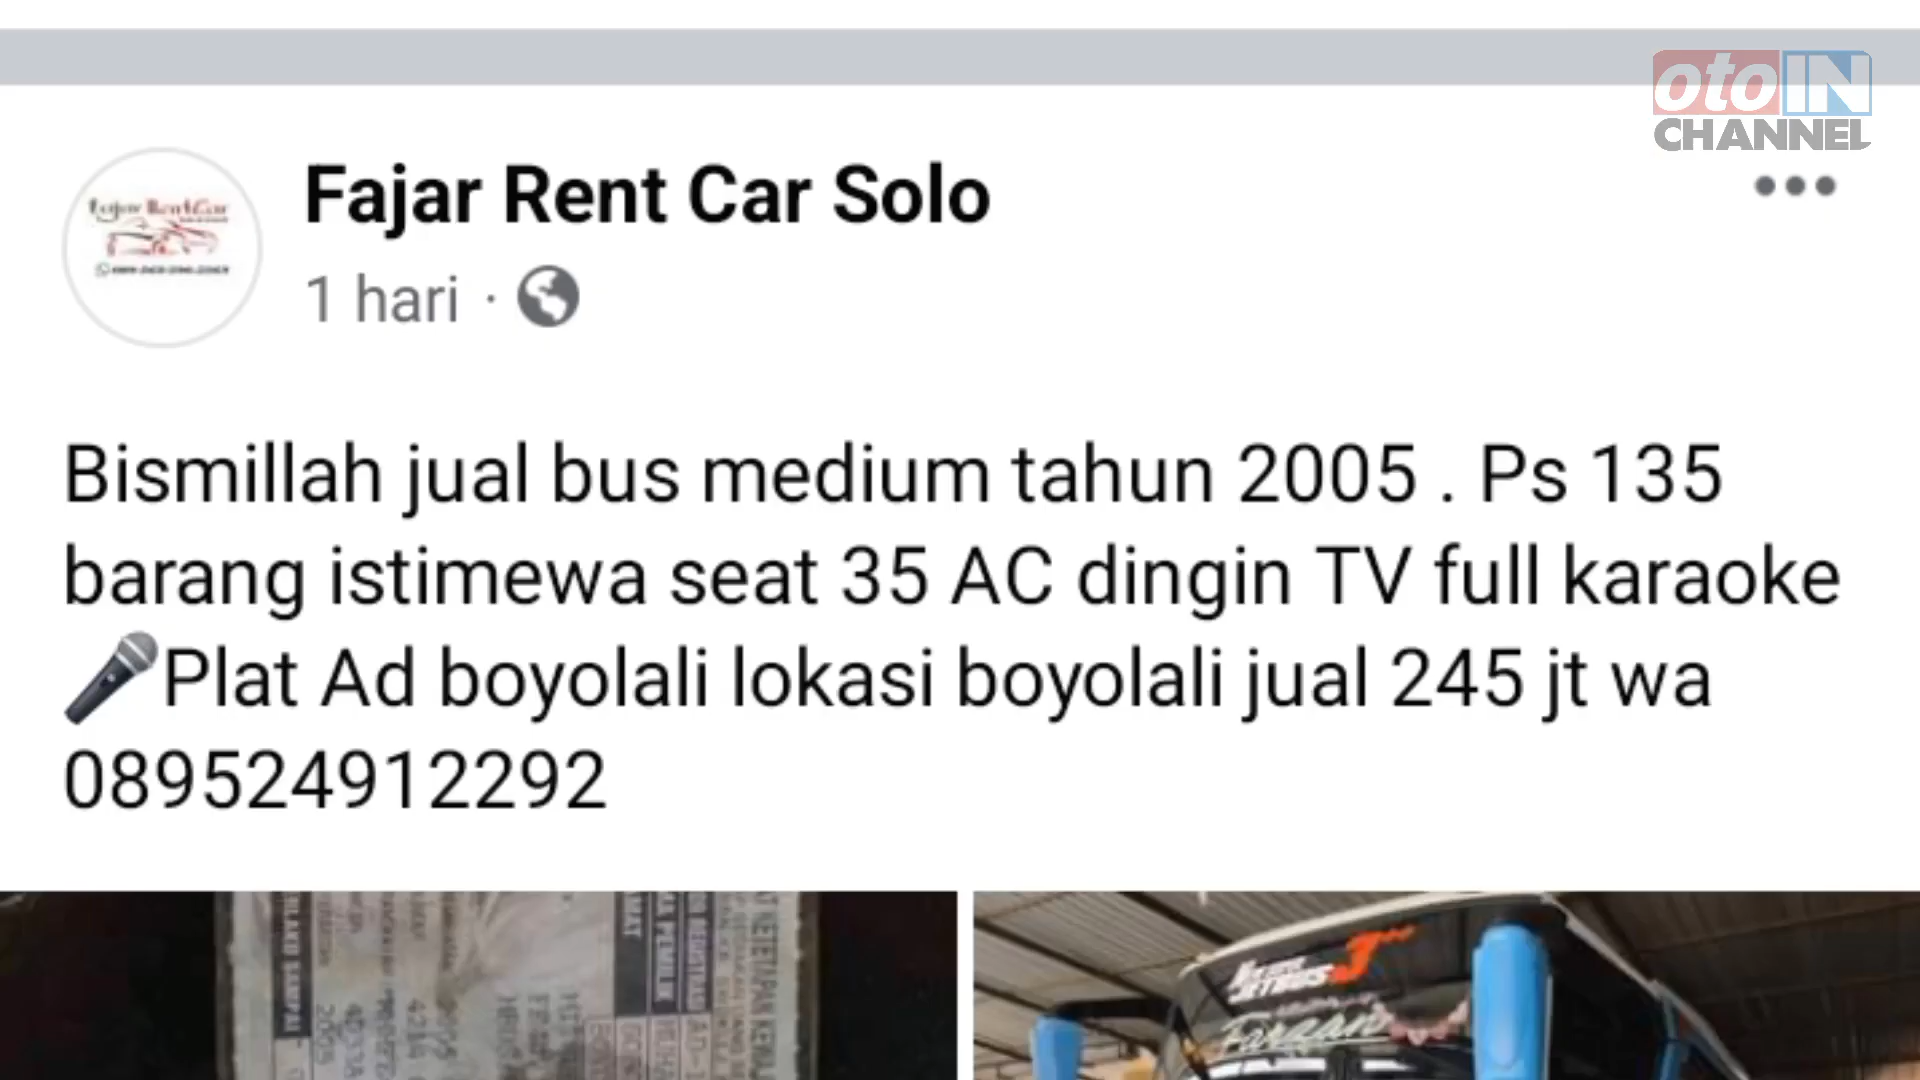 otoIN
CHANNEL
Fajar Rent Car Solo
1 hari ·
Bismillah jual bus medium tahun 2005 . Ps 135
barang istimewa seat 35 AC dingin TV full karaoke
🎤Plat Ad boyolali lokasi boyolali jual 245 jt wa
089524912292